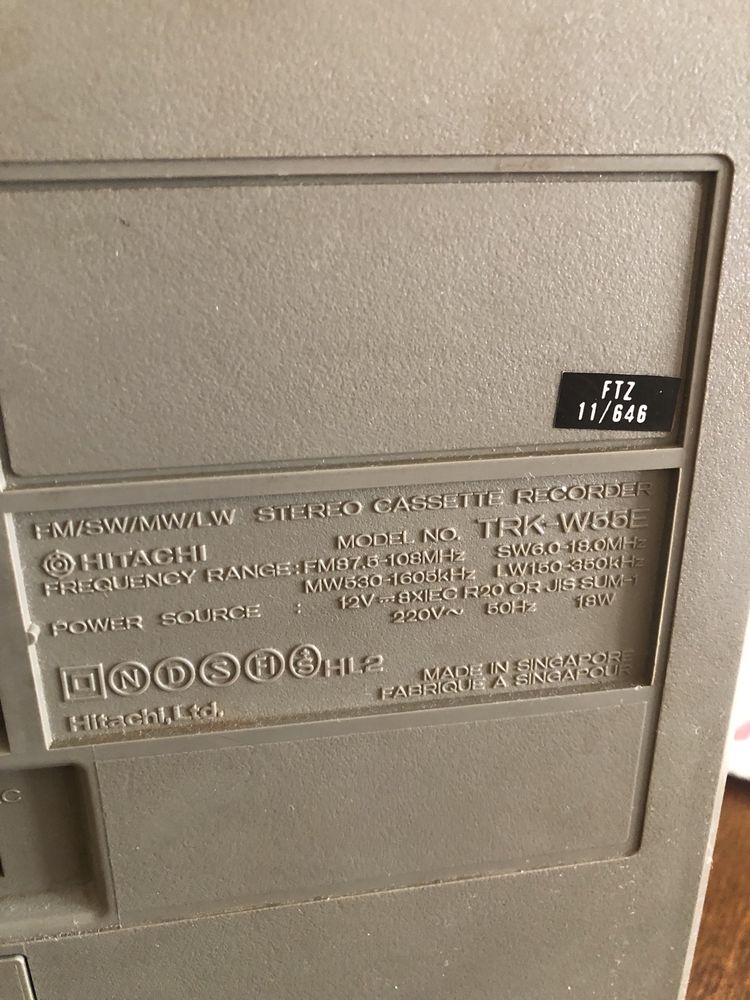 FTZ
11/646
FM/SW/MW/LW STEREO CASSETTE RECORDER
HITACHI MODEL NO. TRK-W55E
FREQUENCY RANGE: FM87.5-108MHz SW6.0-18.0MHz
MW530-1605kHz LW150-350kHz
POWER SOURCE : 12V⎓8XIEC R20 OR JIS SUM-1
220V~ 50Hz 18W
N D S H S HL2
MADE IN SINGAPORE
FABRIQUE A SINGAPOUR
Hitachi,Ltd.
AC